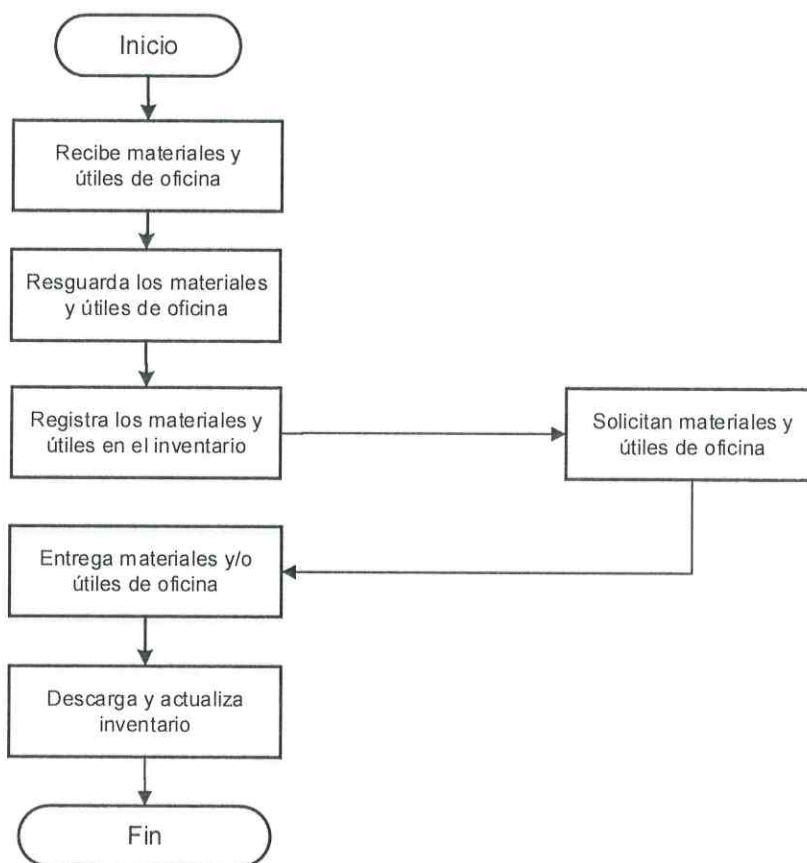 Inicio
Recibe materiales y
útiles de oficina
Resguarda los materiales
y útiles de oficina
Registra los materiales y
útiles en el inventario
Solicitan materiales y
útiles de oficina
Entrega materiales y/o
útiles de oficina
Descarga y actualiza
inventario
Fin